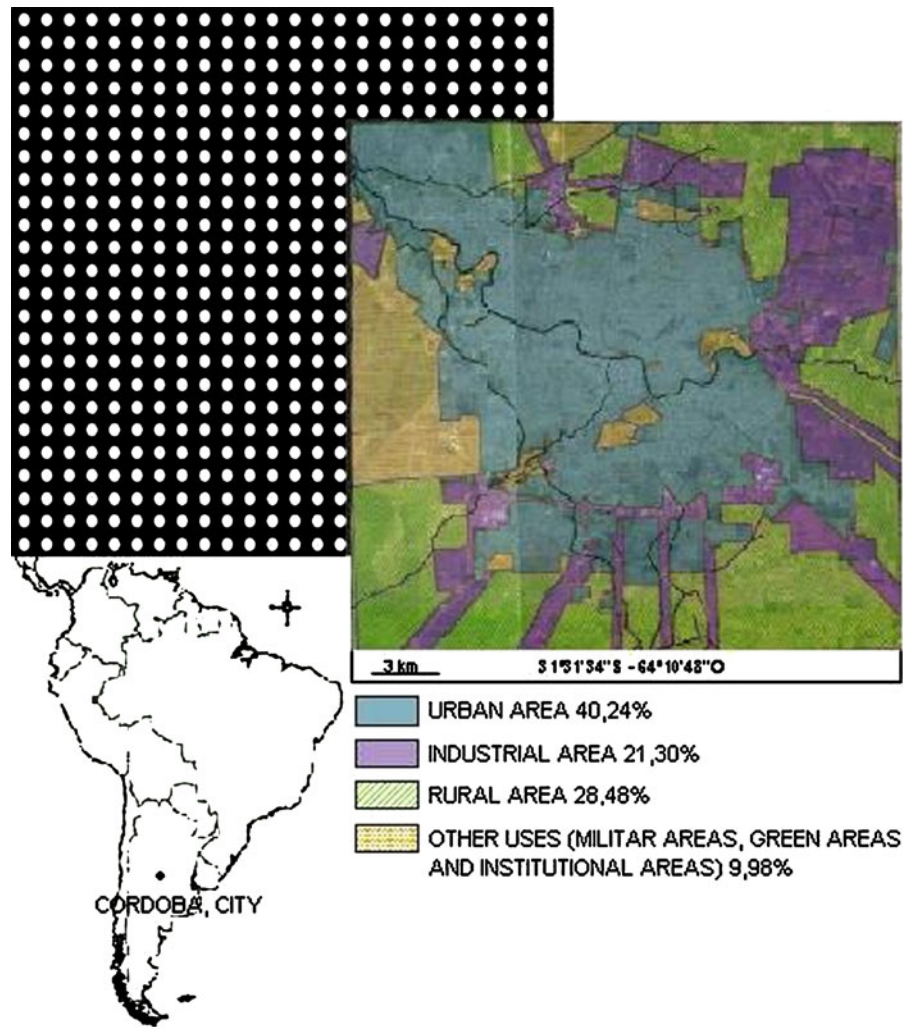 3 km 31°31'34"S - 64°10'48"O
URBAN AREA 40,24%
INDUSTRIAL AREA 21,30%
RURAL AREA 28,48%
OTHER USES (MILITAR AREAS, GREEN AREAS
AND INSTITUTIONAL AREAS) 9,98%
CORDOBA, CITY